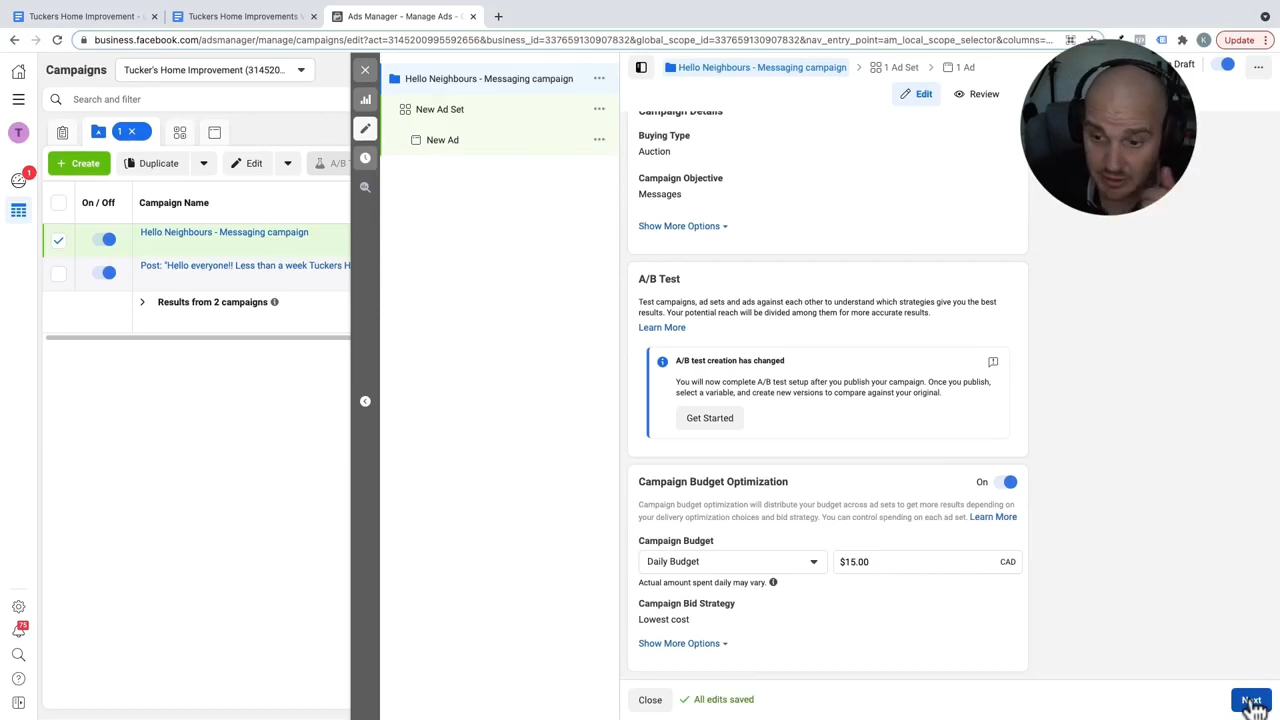 Tuckers Home Improvement -
Tuckers Home Improvements V
Ads Manager - Manage Ads -
business.facebook.com/adsmanager/manage/campaigns/edit?act=3145200995592656&business_id=337659130907832&global_scope_id=337659130907832&nav_entry_point=am_local_scope_selector&columns=...
Update
Campaigns
Tucker's Home Improvement (314520...
Search and filter
1
Create
Duplicate
Edit
A/B T
On / Off
Campaign Name
Hello Neighbours - Messaging campaign
Post: "Hello everyone!! Less than a week Tuckers H
Results from 2 campaigns
T
1
75
Hello Neighbours - Messaging campaign
New Ad Set
New Ad
Hello Neighbours - Messaging campaign
1 Ad Set
1 Ad
Draft
Edit
Review
Campaign Details
Buying Type
Auction
Campaign Objective
Messages
Show More Options
A/B Test
Test campaigns, ad sets and ads against each other to understand which strategies give you the best
results. Your potential reach will be divided among them for more accurate results.
Learn More
A/B test creation has changed
You will now complete A/B test setup after you publish your campaign. Once you publish,
select a variable, and create new versions to compare against your original.
Get Started
Campaign Budget Optimization
On
Campaign budget optimization will distribute your budget across ad sets to get more results depending on
your delivery optimization choices and bid strategy. You can control spending on each ad set. Learn More
Campaign Budget
Daily Budget
$15.00
CAD
Actual amount spent daily may vary.
Campaign Bid Strategy
Lowest cost
Show More Options
Close
All edits saved
Next
K